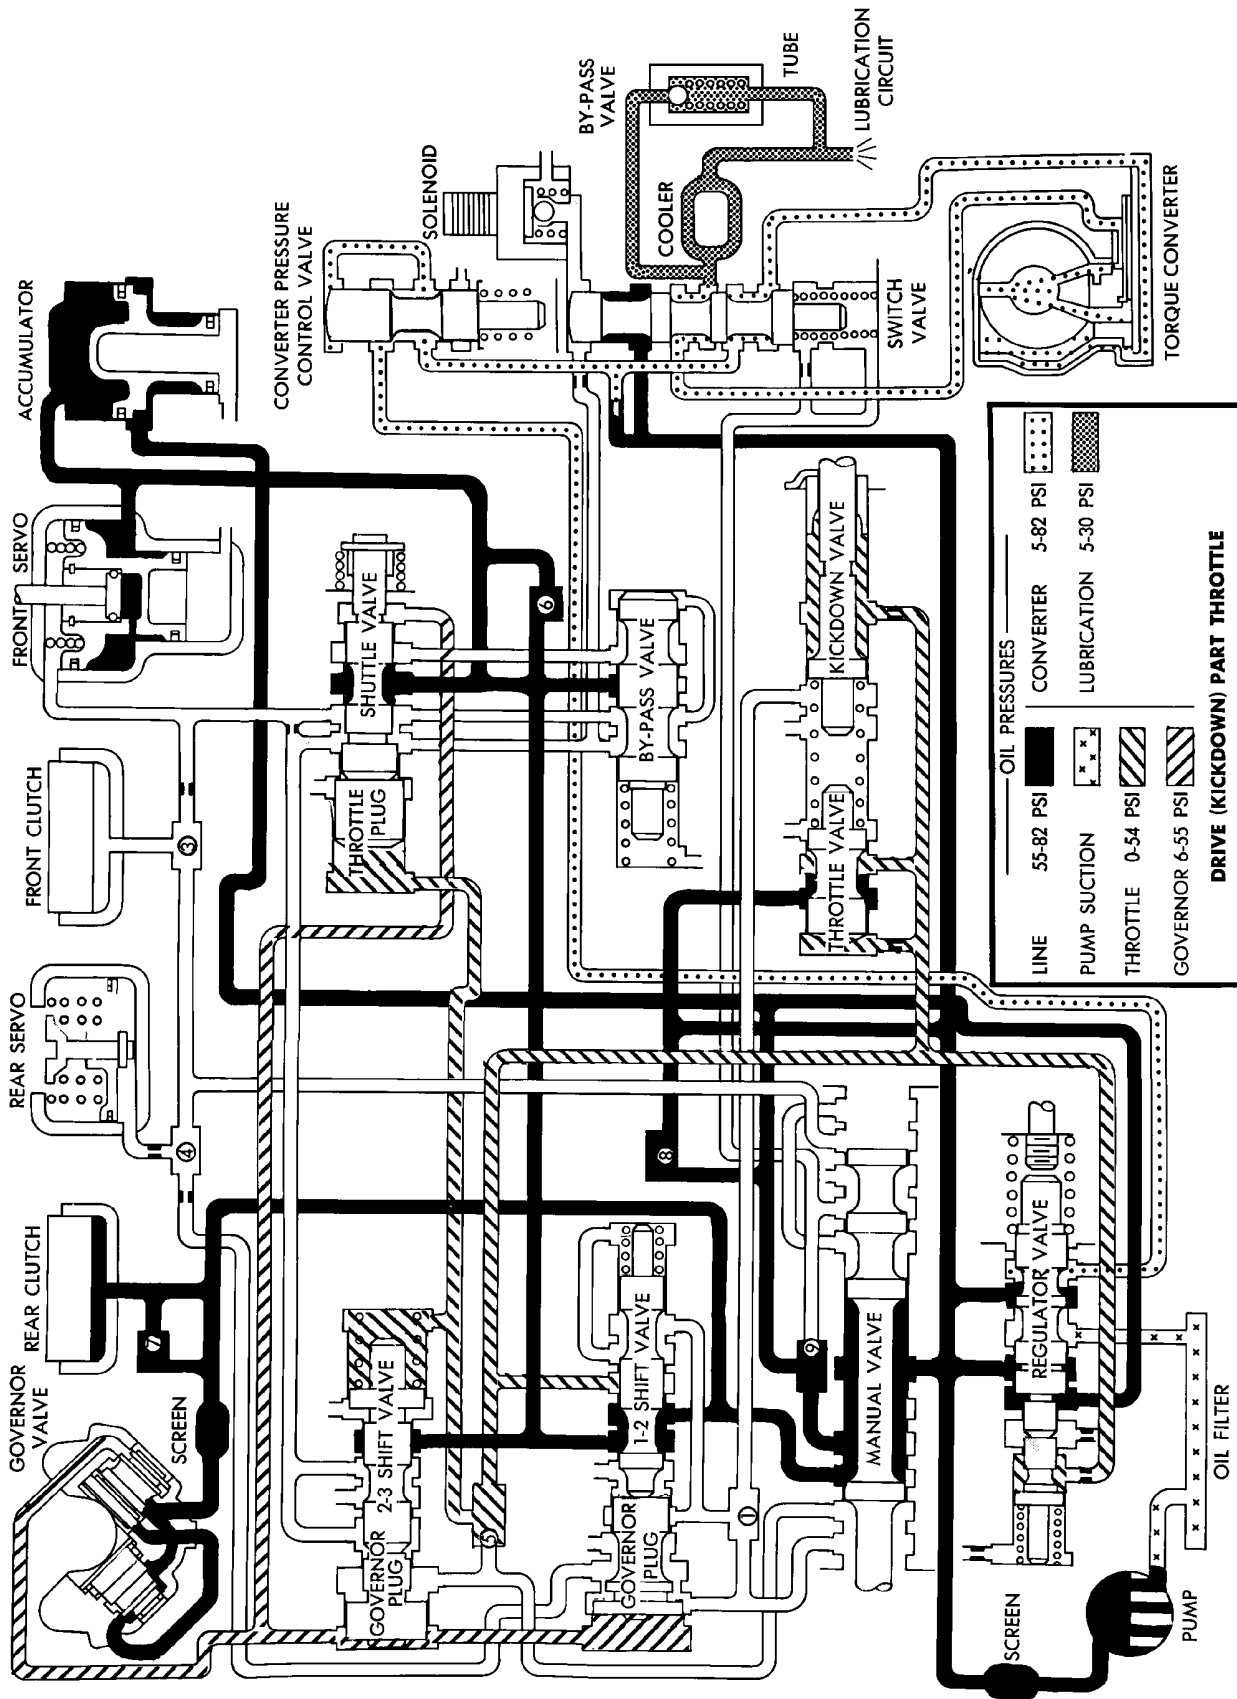 GOVERNOR
VALVE
REAR CLUTCH
REAR SERVO
FRONT CLUTCH
FRONT SERVO
ACCUMULATOR
SCREEN
7
4
3
CONVERTER PRESSURE
CONTROL VALVE
SOLENOID
BY-PASS
VALVE
TUBE
COOLER
LUBRICATION
CIRCUIT
SWITCH
VALVE
TORQUE CONVERTER
THROTTLE
PLUG
SHUTTLE VALVE
GOVERNOR
PLUG
2-3 SHIFT VALVE
5
6
GOVERNOR
PLUG
1-2 SHIFT VALVE
BY-PASS VALVE
8
1
9
THROTTLE VALVE
KICKDOWN VALVE
MANUAL VALVE
REGULATOR VALVE
SCREEN
PUMP
OIL FILTER
OIL PRESSURES
LINE 55-82 PSI
CONVERTER 5-82 PSI
PUMP SUCTION
LUBRICATION 5-30 PSI
THROTTLE 0-54 PSI
GOVERNOR 6-55 PSI
DRIVE (KICKDOWN) PART THROTTLE